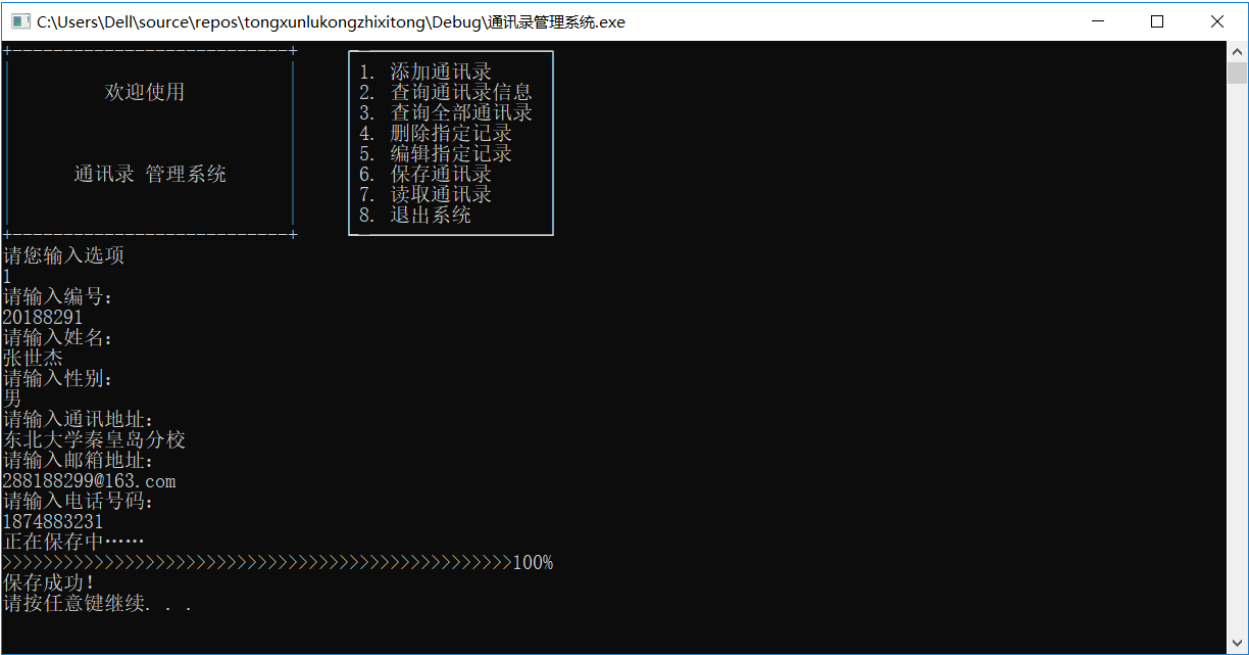 C:\Users\Dell\source\repos\tongxunlukongzhixitong\Debug\通讯录管理系统.exe
欢迎使用
通讯录 管理系统
1. 添加通讯录
2. 查询通讯录信息
3. 查询全部通讯录
4. 删除指定记录
5. 编辑指定记录
6. 保存通讯录
7. 读取通讯录
8. 退出系统
请您输入选项
1
请输入编号：
20188291
请输入姓名：
张世杰
请输入性别：
男
请输入通讯地址：
东北大学秦皇岛分校
请输入邮箱地址：
288188299@163.com
请输入电话号码：
1874883231
正在保存中……
>>>>>>>>>>>>>>>>>>>>>>>>>>>>>>>>>>>>>>>>>>>>>>>>>>100%
保存成功！
请按任意键继续. . .